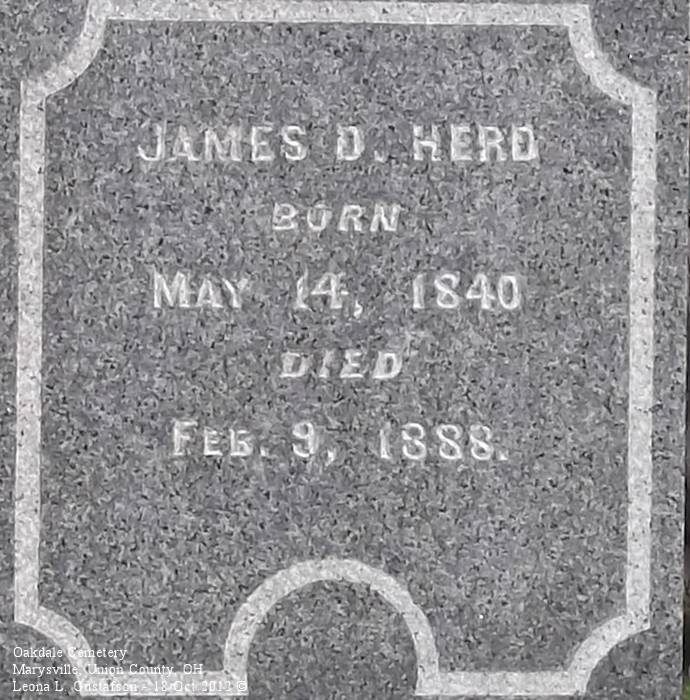 JAMES D. HERD
BORN
MAY 14, 1840
DIED
FEB. 9, 1888.
Oakdale Cemetery
Marysville, Union County, OH
Leona L. Gustafson - 18 Oct 2012 ©